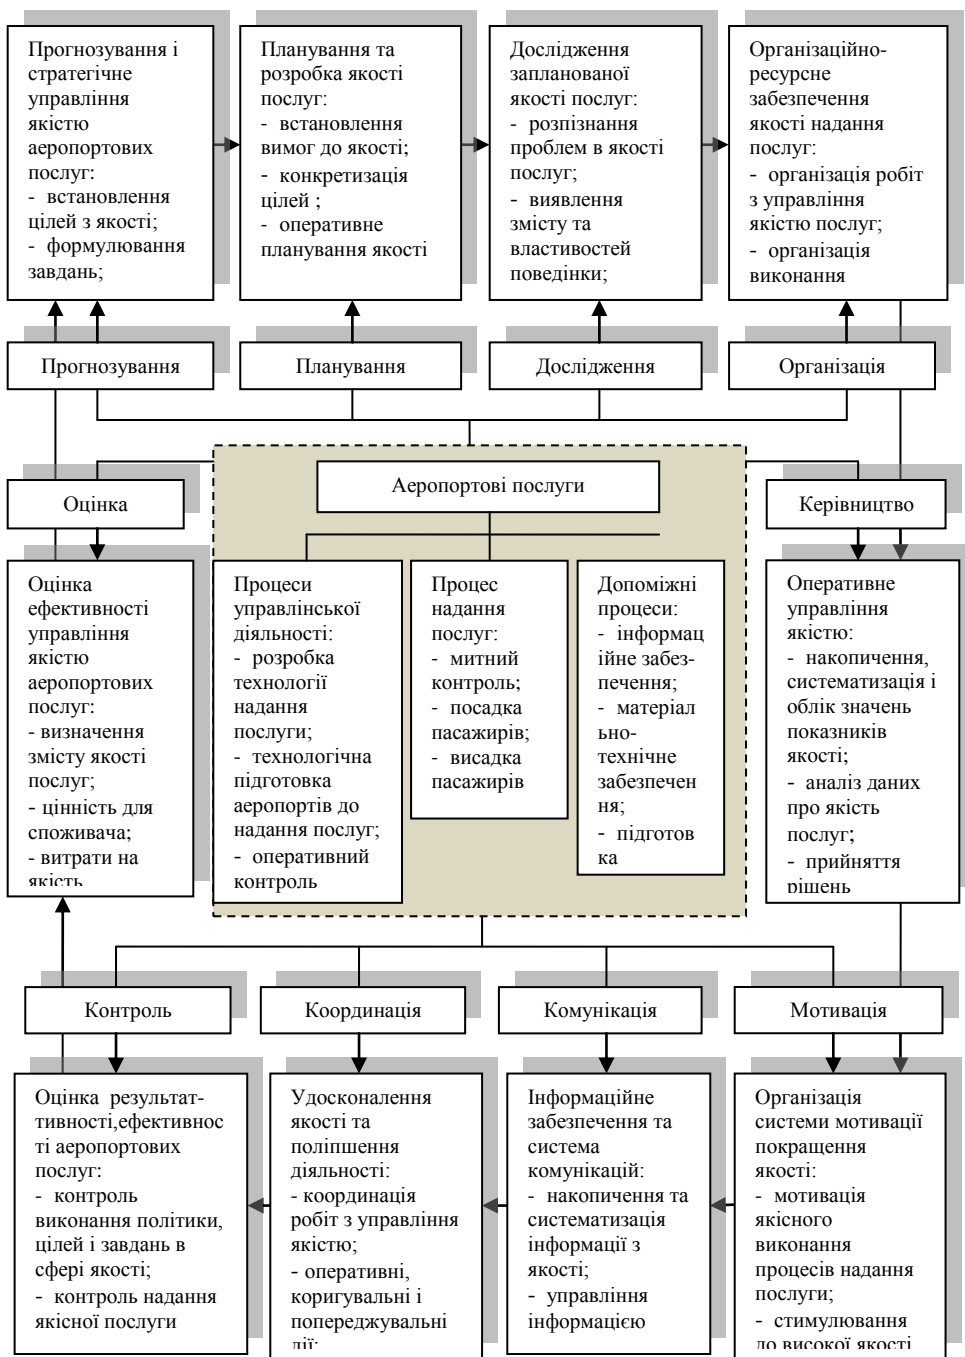 Прогнозування і
стратегічне
управління
якістю
аеропортових
послуг:
- встановлення
цілей з якості;
- формулювання
завдань;
Планування та
розробка якості
послуг:
- встановлення
вимог до якості;
- конкретизація
цілей ;
- оперативне
планування якості
Дослідження
запланованої
якості послуг:
- розпізнання
проблем в якості
послуг;
- виявлення
змісту та
властивостей
поведінки;
Організаційно-
ресурсне
забезпечення
якості надання
послуг:
- організація робіт
з управління
якістю послуг;
- організація
виконання
Прогнозування
Планування
Дослідження
Організація
Оцінка
Аеропортові послуги
Керівництво
Оцінка
ефективності
управління
якістю
аеропортових
послуг:
- визначення
змісту якості
послуг;
- цінність для
споживача;
- витрати на
якість
Процеси
управлінської
діяльності:
- розробка
технології
надання
послуги;
- технологічна
підготовка
аеропортів до
надання послуг;
- оперативний
контроль
Процес
надання
послуг:
- митний
контроль;
- посадка
пасажирів;
- висадка
пасажирів
Допоміжні
процеси:
- інформац
ійне забез-
печення;
- матеріаль
но-
технічне
забезпечен
ня;
- підготов
ка
Оперативне
управління
якістю:
- накопичення,
систематизація і
облік значень
показників
якості;
- аналіз даних
про якість
послуг;
- прийняття
рішень
Контроль
Координація
Комунікація
Мотивація
Оцінка результат-
тивності,ефективнос
ті аеропортових
послуг:
- контроль
виконання політики,
цілей і завдань в
сфері якості;
- контроль надання
якісної послуги
Удосконалення
якості та
поліпшення
діяльності:
- координація
робіт з управління
якістю;
- оперативні,
коригувальні і
попереджувальні
дії;
Інформаційне
забезпечення та
система
комунікацій:
- накопичення та
систематизація
інформації з
якості;
- управління
інформацією
Організація
системи мотивації
покращення
якості:
- мотивація
якісного
виконання
процесів надання
послуги;
- стимулювання
до високої якості